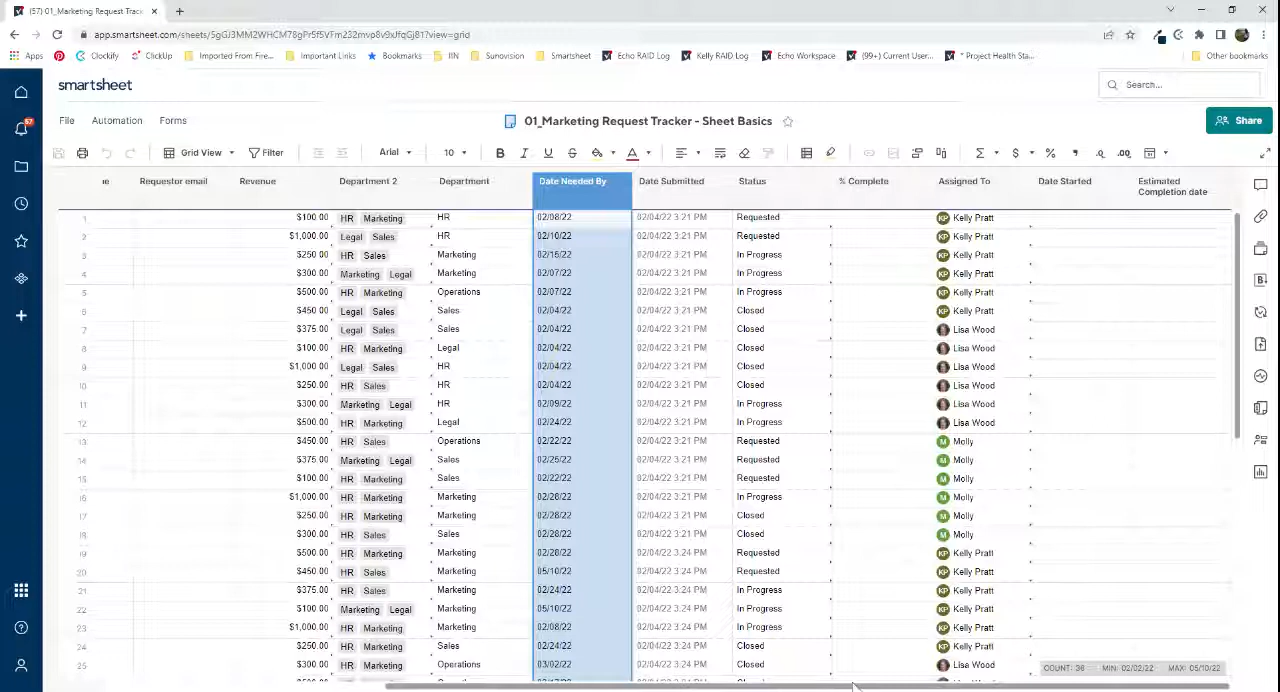 (57) 01_Marketing Request Track
app.smartsheet.com/sheets/5gGj3MM2WHCM78gPr5f5VFm232mvp8v9xJfqGj81?view=grid
Apps Clockify ClickUp Imported From Fire... Important Links Bookmarks IIN Sunovision Smartsheet Echo RAID Log Kelly RAID Log Echo Workspace (99+) Current User... * Project Health Sta... Other bookmarks
smartsheet Search...
57
File Automation Forms 01_Marketing Request Tracker - Sheet Basics Share
Grid View Filter Arial 10 B I U S A Σ $ % .0 .00
Requestor email Revenue Department 2 Department Date Needed By Date Submitted Status % Complete Assigned To Date Started Estimated Completion date
1 $100.00 HR Marketing HR 02/08/22 02/04/22 3:21 PM Requested KP Kelly Pratt
2 $1,000.00 Legal Sales HR 02/10/22 02/04/22 3:21 PM Requested KP Kelly Pratt
3 $250.00 HR Sales Marketing 02/15/22 02/04/22 3:21 PM In Progress KP Kelly Pratt
4 $300.00 Marketing Legal Marketing 02/07/22 02/04/22 3:21 PM In Progress KP Kelly Pratt
5 $500.00 HR Marketing Operations 02/07/22 02/04/22 3:21 PM In Progress KP Kelly Pratt
6 $450.00 Legal Sales Sales 02/04/22 02/04/22 3:21 PM Closed KP Kelly Pratt
7 $375.00 Legal Sales Sales 02/04/22 02/04/22 3:21 PM Closed Lisa Wood
8 $100.00 HR Marketing Legal 02/04/22 02/04/22 3:21 PM Closed Lisa Wood
9 $1,000.00 Legal Sales HR 02/04/22 02/04/22 3:21 PM Closed Lisa Wood
10 $250.00 HR Sales HR 02/04/22 02/04/22 3:21 PM Closed Lisa Wood
11 $300.00 Marketing Legal HR 02/09/22 02/04/22 3:21 PM In Progress Lisa Wood
12 $500.00 HR Marketing Legal 02/24/22 02/04/22 3:21 PM In Progress Lisa Wood
13 $450.00 HR Sales Operations 02/22/22 02/04/22 3:21 PM Requested M Molly
14 $375.00 Marketing Legal Sales 02/25/22 02/04/22 3:21 PM Requested M Molly
15 $100.00 HR Marketing Sales 02/22/22 02/04/22 3:21 PM Requested M Molly
16 $1,000.00 HR Marketing Marketing 02/28/22 02/04/22 3:21 PM In Progress M Molly
17 $250.00 HR Marketing Marketing 02/28/22 02/04/22 3:21 PM Closed M Molly
18 $300.00 HR Sales Sales 02/28/22 02/04/22 3:21 PM Closed M Molly
19 $500.00 HR Marketing Marketing 02/28/22 02/04/22 3:24 PM Requested KP Kelly Pratt
20 $450.00 HR Sales Marketing 05/10/22 02/04/22 3:24 PM Requested KP Kelly Pratt
21 $375.00 HR Sales Marketing 02/24/22 02/04/22 3:24 PM In Progress KP Kelly Pratt
22 $100.00 Marketing Legal Marketing 05/10/22 02/04/22 3:24 PM In Progress KP Kelly Pratt
23 $1,000.00 HR Marketing Marketing 02/08/22 02/04/22 3:24 PM In Progress KP Kelly Pratt
24 $250.00 HR Marketing Sales 02/24/22 02/04/22 3:24 PM Closed KP Kelly Pratt
25 $300.00 HR Marketing Operations 03/02/22 02/04/22 3:24 PM Closed Lisa Wood
COUNT: 36 MIN: 02/02/22 MAX: 05/10/22